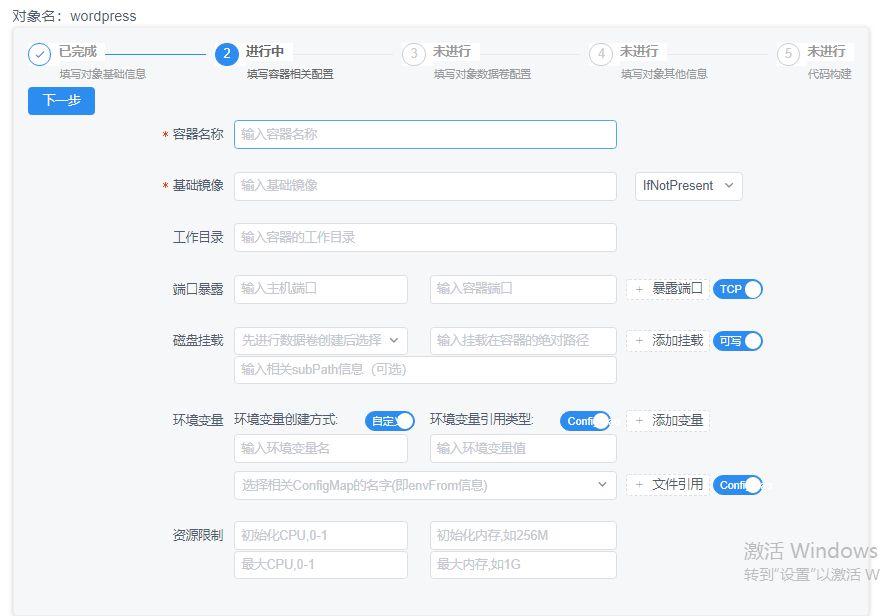 对象名：wordpress
已完成 2 进行中 3 未进行 4 未进行 5 未进行
填写对象基础信息 填写容器相关配置 填写对象数据卷配置 填写对象其他信息 代码构建
下一步
* 容器名称 输入容器名称
* 基础镜像 输入基础镜像 IfNotPresent
工作目录 输入容器的工作目录
端口暴露 输入主机端口 输入容器端口 + 暴露端口 TCP
磁盘挂载 先进行数据卷创建后选择 输入挂载在容器的绝对路径 + 添加挂载 可写
输入相关subPath信息（可选）
环境变量 环境变量创建方式: 自定义 环境变量引用类型: ConfigMap + 添加变量
输入环境变量名 输入环境变量值
选择相关ConfigMap的名字(即envFrom信息) + 文件引用 ConfigMap
资源限制 初始化CPU,0-1 初始化内存,如256M
最大CPU,0-1 最大内存,如1G
激活 Windows
转到“设置”以激活 W